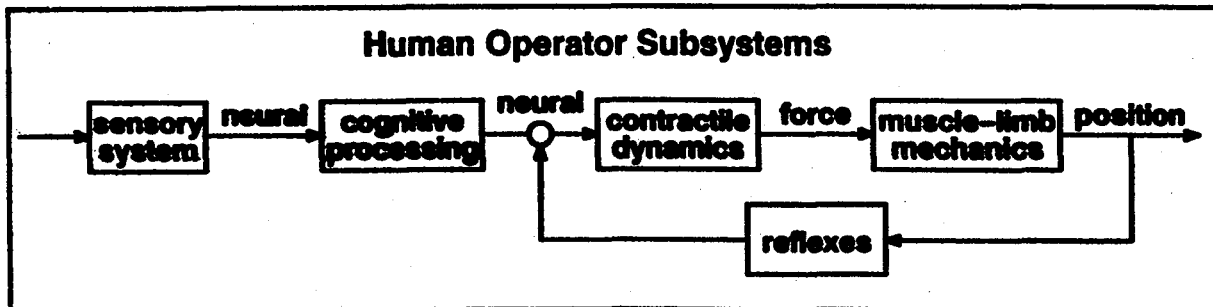 Human Operator Subsystems
neural
neural
force
position
sensory
system
cognitive
processing
contractile
dynamics
muscle-limb
mechanics
reflexes